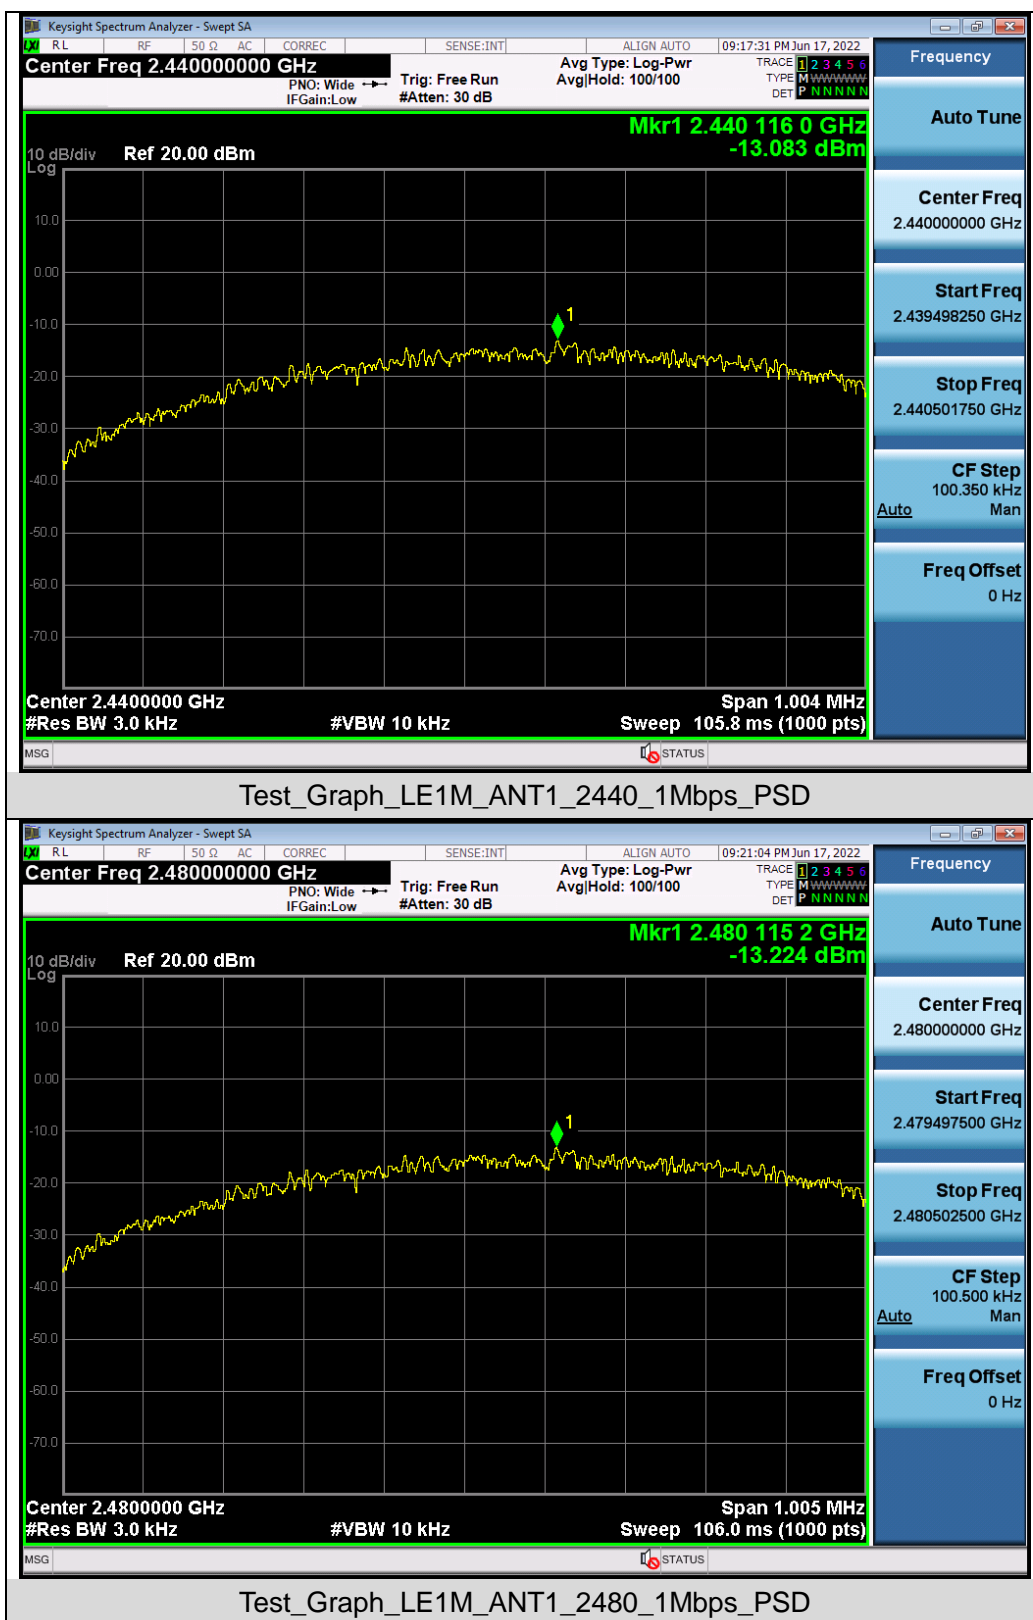 Keysight Spectrum Analyzer - Swept SA
LXI RL RF 50 Ω AC CORREC SENSE:INT ALIGN AUTO 09:17:31 PM Jun 17, 2022
Center Freq 2.440000000 GHz
PNO: Wide
IFGain:Low
Trig: Free Run
#Atten: 30 dB
Avg Type: Log-Pwr
Avg|Hold: 100/100
TRACE 1 2 3 4 5 6
TYPE M WWWWW
DET P N N N N N
Frequency
Mkr1 2.440 116 0 GHz
-13.083 dBm
10 dB/div Ref 20.00 dBm
Log
10.0
0.00
-10.0
-20.0
-30.0
-40.0
-50.0
-60.0
-70.0
1
Center 2.4400000 GHz Span 1.004 MHz
#Res BW 3.0 kHz #VBW 10 kHz Sweep 105.8 ms (1000 pts)
Auto Tune
Center Freq
2.440000000 GHz
Start Freq
2.439498250 GHz
Stop Freq
2.440501750 GHz
CF Step
100.350 kHz
Auto Man
Freq Offset
0 Hz
MSG STATUS
Test_Graph_LE1M_ANT1_2440_1Mbps_PSD
Keysight Spectrum Analyzer - Swept SA
LXI RL RF 50 Ω AC CORREC SENSE:INT ALIGN AUTO 09:21:04 PM Jun 17, 2022
Center Freq 2.480000000 GHz
PNO: Wide
IFGain:Low
Trig: Free Run
#Atten: 30 dB
Avg Type: Log-Pwr
Avg|Hold: 100/100
TRACE 1 2 3 4 5 6
TYPE M WWWWW
DET P N N N N N
Frequency
Mkr1 2.480 115 2 GHz
-13.224 dBm
10 dB/div Ref 20.00 dBm
Log
10.0
0.00
-10.0
-20.0
-30.0
-40.0
-50.0
-60.0
-70.0
1
Center 2.4800000 GHz Span 1.005 MHz
#Res BW 3.0 kHz #VBW 10 kHz Sweep 106.0 ms (1000 pts)
Auto Tune
Center Freq
2.480000000 GHz
Start Freq
2.479497500 GHz
Stop Freq
2.480502500 GHz
CF Step
100.500 kHz
Auto Man
Freq Offset
0 Hz
MSG STATUS
Test_Graph_LE1M_ANT1_2480_1Mbps_PSD